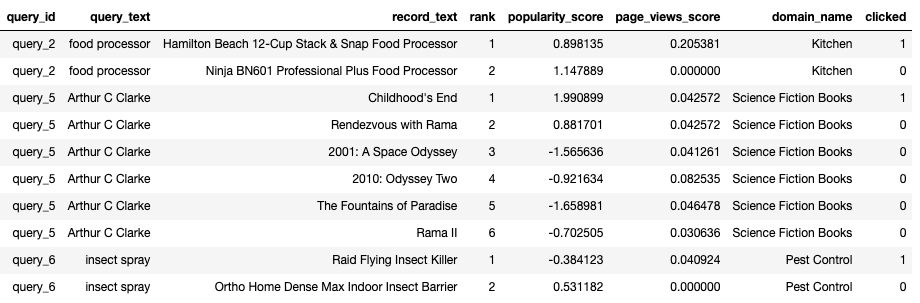 query_id query_text record_text rank popularity_score page_views_score domain_name clicked
query_2 food processor Hamilton Beach 12-Cup Stack & Snap Food Processor 1 0.898135 0.205381 Kitchen 1
query_2 food processor Ninja BN601 Professional Plus Food Processor 2 1.147889 0.000000 Kitchen 0
query_5 Arthur C Clarke Childhood's End 1 1.990899 0.042572 Science Fiction Books 1
query_5 Arthur C Clarke Rendezvous with Rama 2 0.881701 0.042572 Science Fiction Books 0
query_5 Arthur C Clarke 2001: A Space Odyssey 3 -1.565636 0.041261 Science Fiction Books 0
query_5 Arthur C Clarke 2010: Odyssey Two 4 -0.921634 0.082535 Science Fiction Books 0
query_5 Arthur C Clarke The Fountains of Paradise 5 -1.658981 0.046478 Science Fiction Books 0
query_5 Arthur C Clarke Rama II 6 -0.702505 0.030636 Science Fiction Books 0
query_6 insect spray Raid Flying Insect Killer 1 -0.384123 0.040924 Pest Control 1
query_6 insect spray Ortho Home Dense Max Indoor Insect Barrier 2 0.531182 0.000000 Pest Control 0